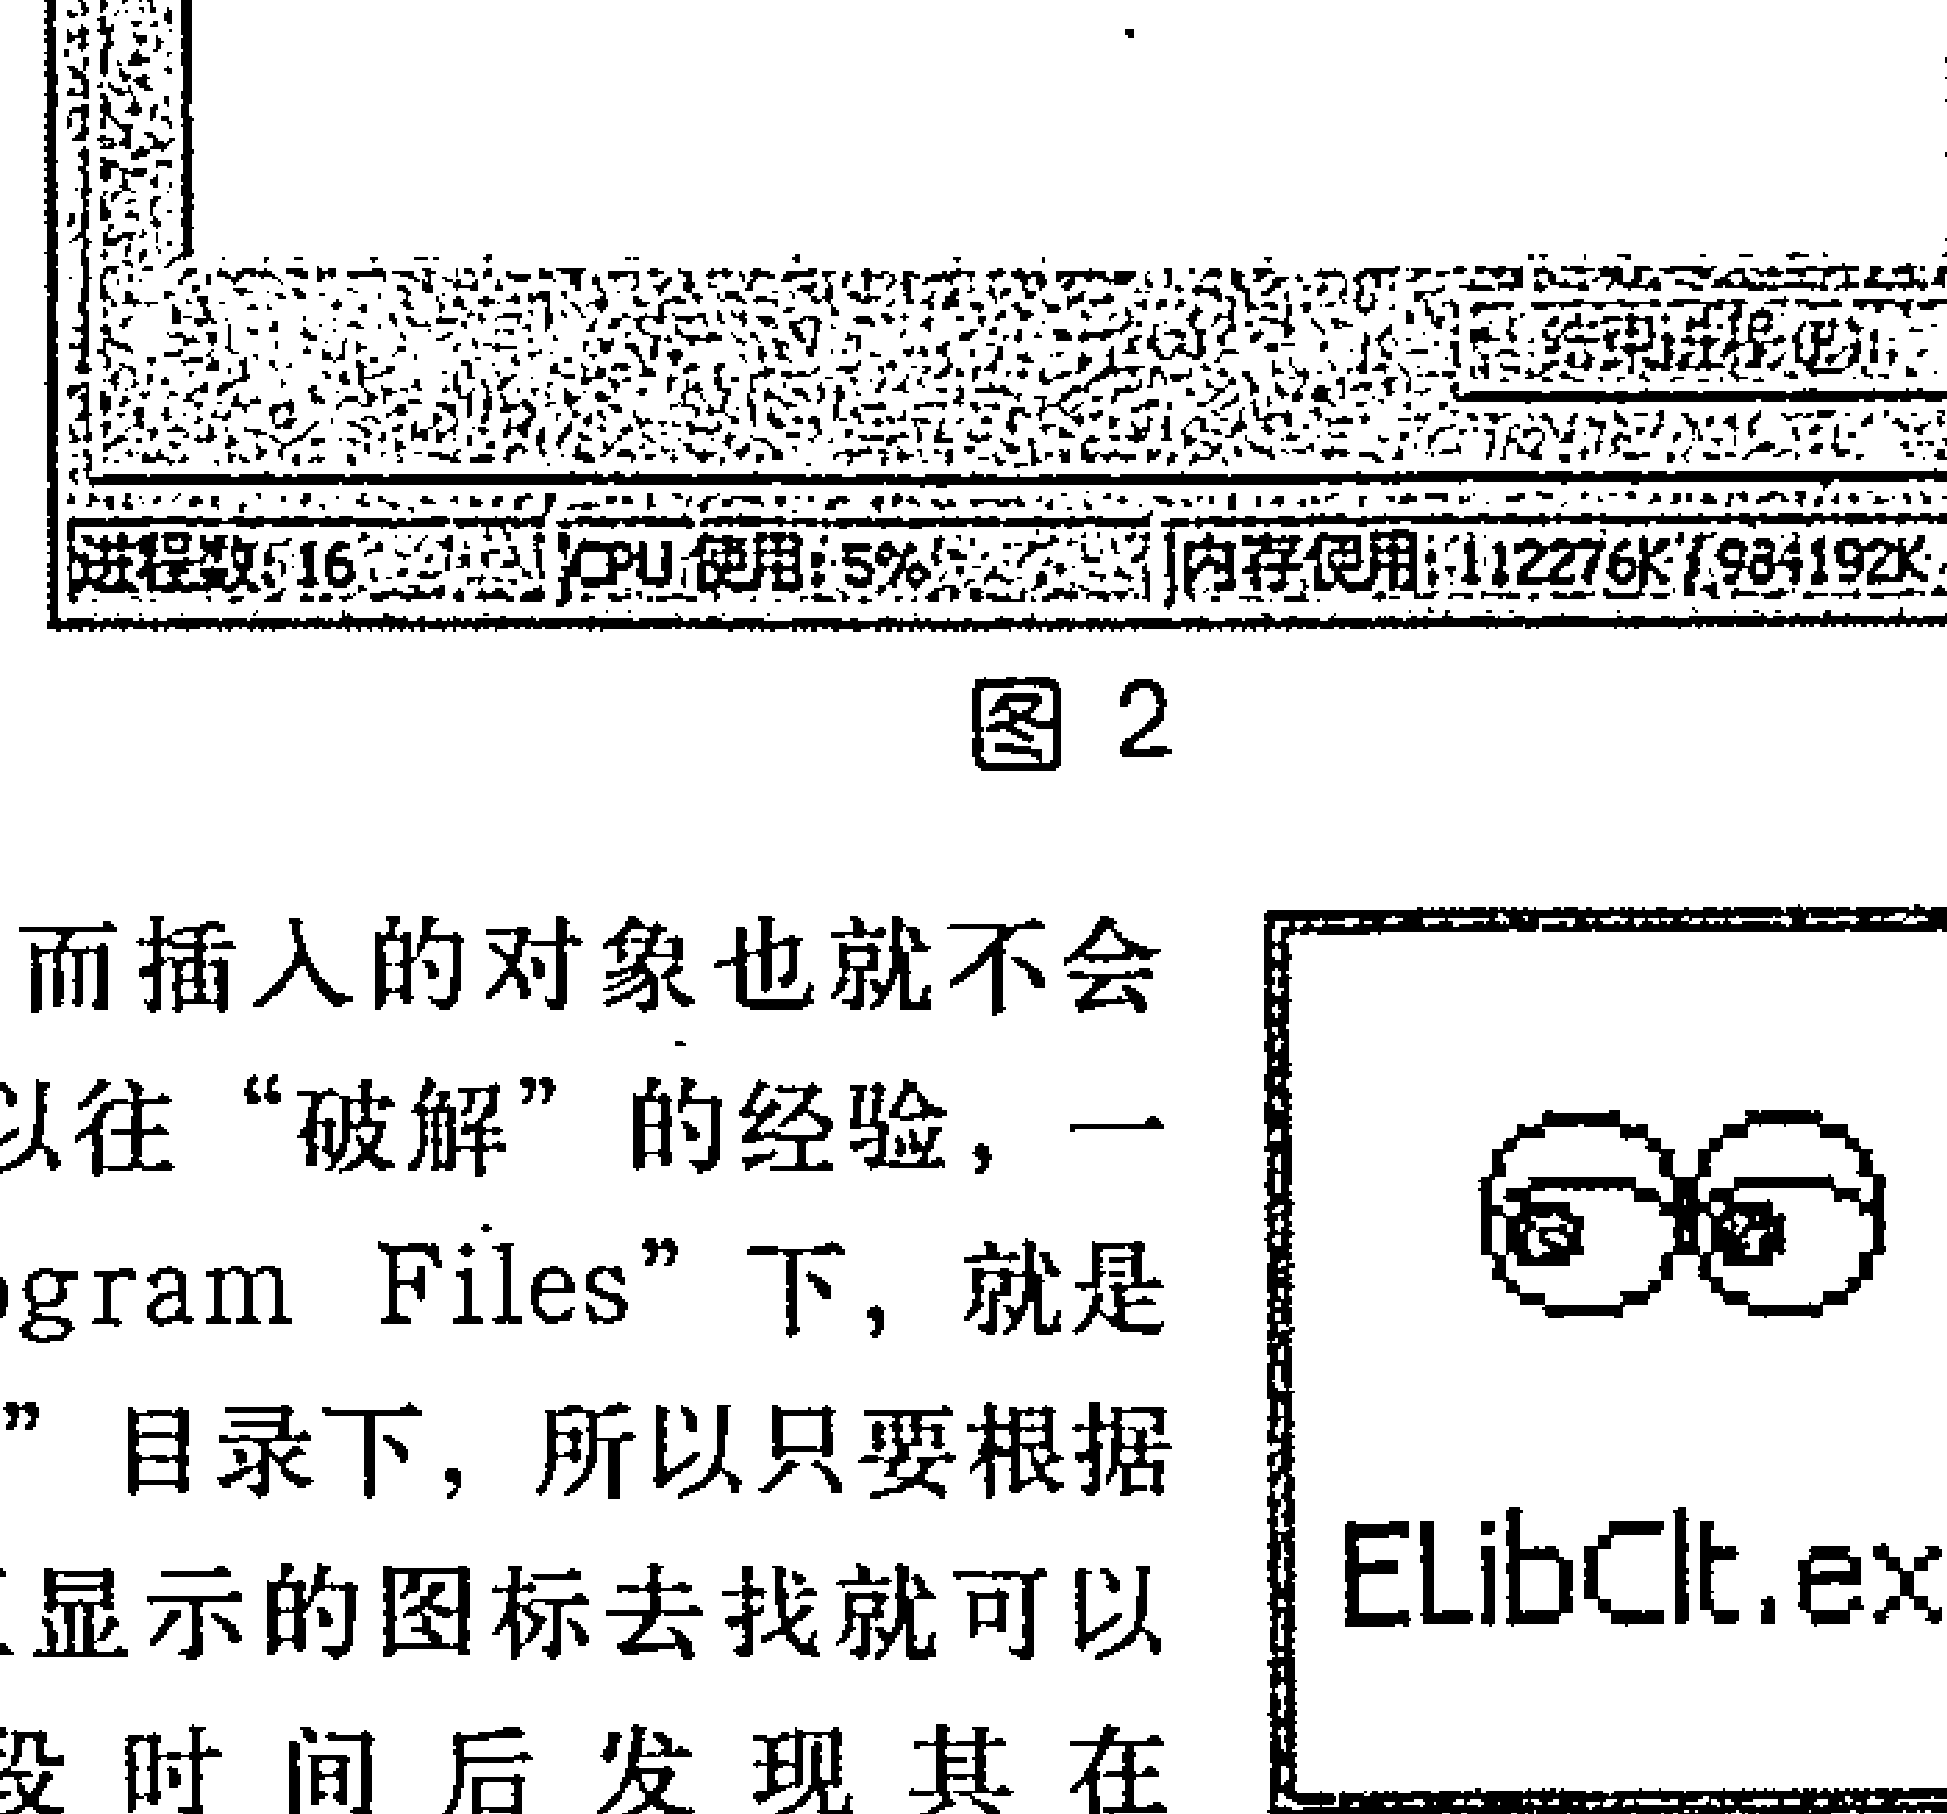 进程数: 16 CPU 使用: 5% 内存使用: 112276K / 984192K
图 2
而插入的对象也就不会
以往“破解”的经验，一
ogram Files”下，就是
”目录下，所以只要根据
显示的图标去找就可以
段时间后发现其在
ELibClt.ex